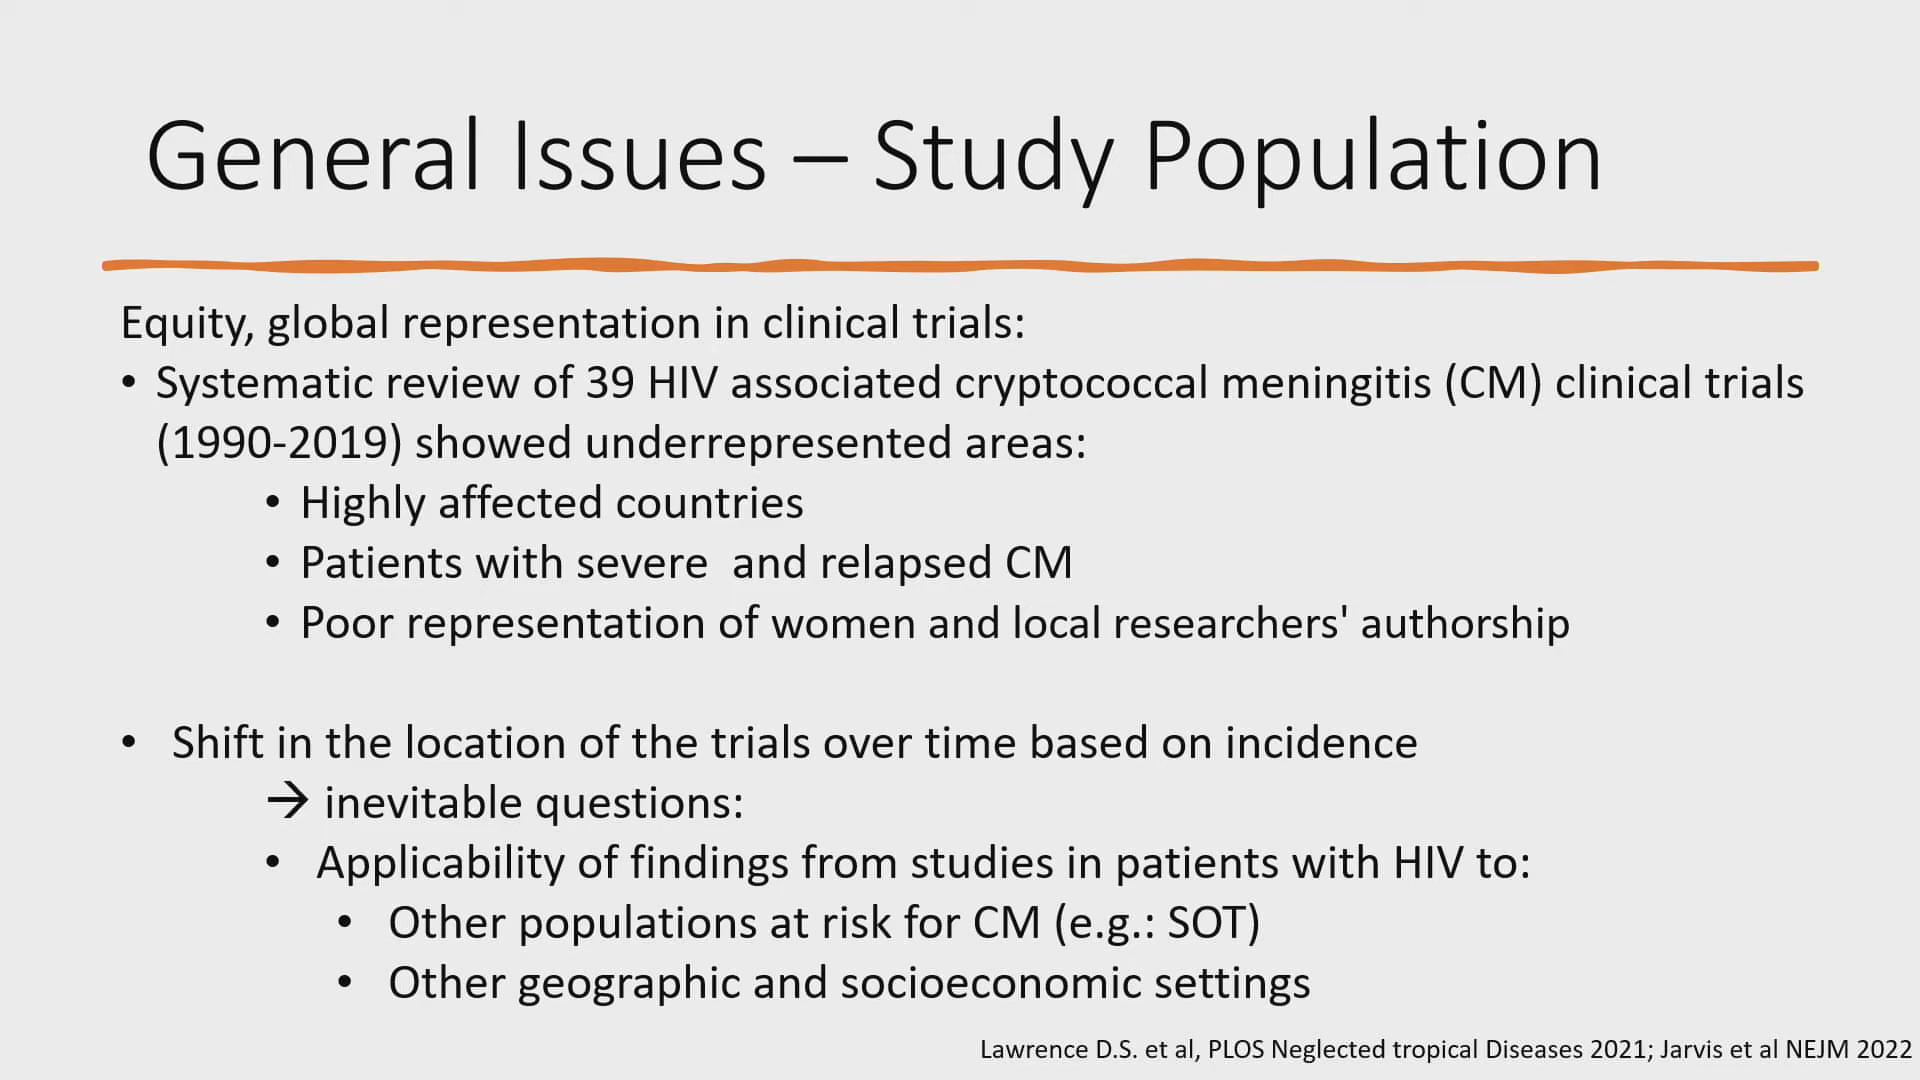 General Issues – Study Population
Equity, global representation in clinical trials:
• Systematic review of 39 HIV associated cryptococcal meningitis (CM) clinical trials
(1990-2019) showed underrepresented areas:
• Highly affected countries
• Patients with severe  and relapsed CM
• Poor representation of women and local researchers' authorship
• Shift in the location of the trials over time based on incidence
→ inevitable questions:
• Applicability of findings from studies in patients with HIV to:
• Other populations at risk for CM (e.g.: SOT)
• Other geographic and socioeconomic settings
Lawrence D.S. et al, PLOS Neglected tropical Diseases 2021; Jarvis et al NEJM 2022